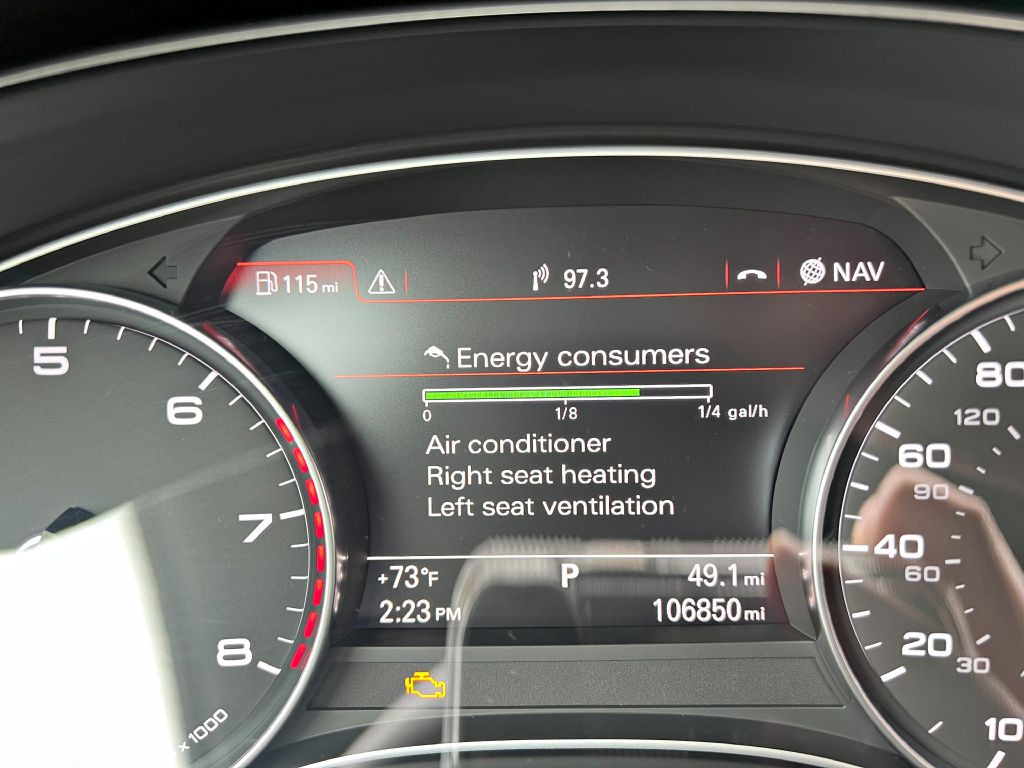 115 mi
97.3
NAV
Energy consumers
0 1/8 1/4 gal/h
Air conditioner
Right seat heating
Left seat ventilation
+73°F P 49.1 mi
2:23 PM 106850 mi
5
6
7
8
x1000
80
120
60
90
40
60
20
30
10